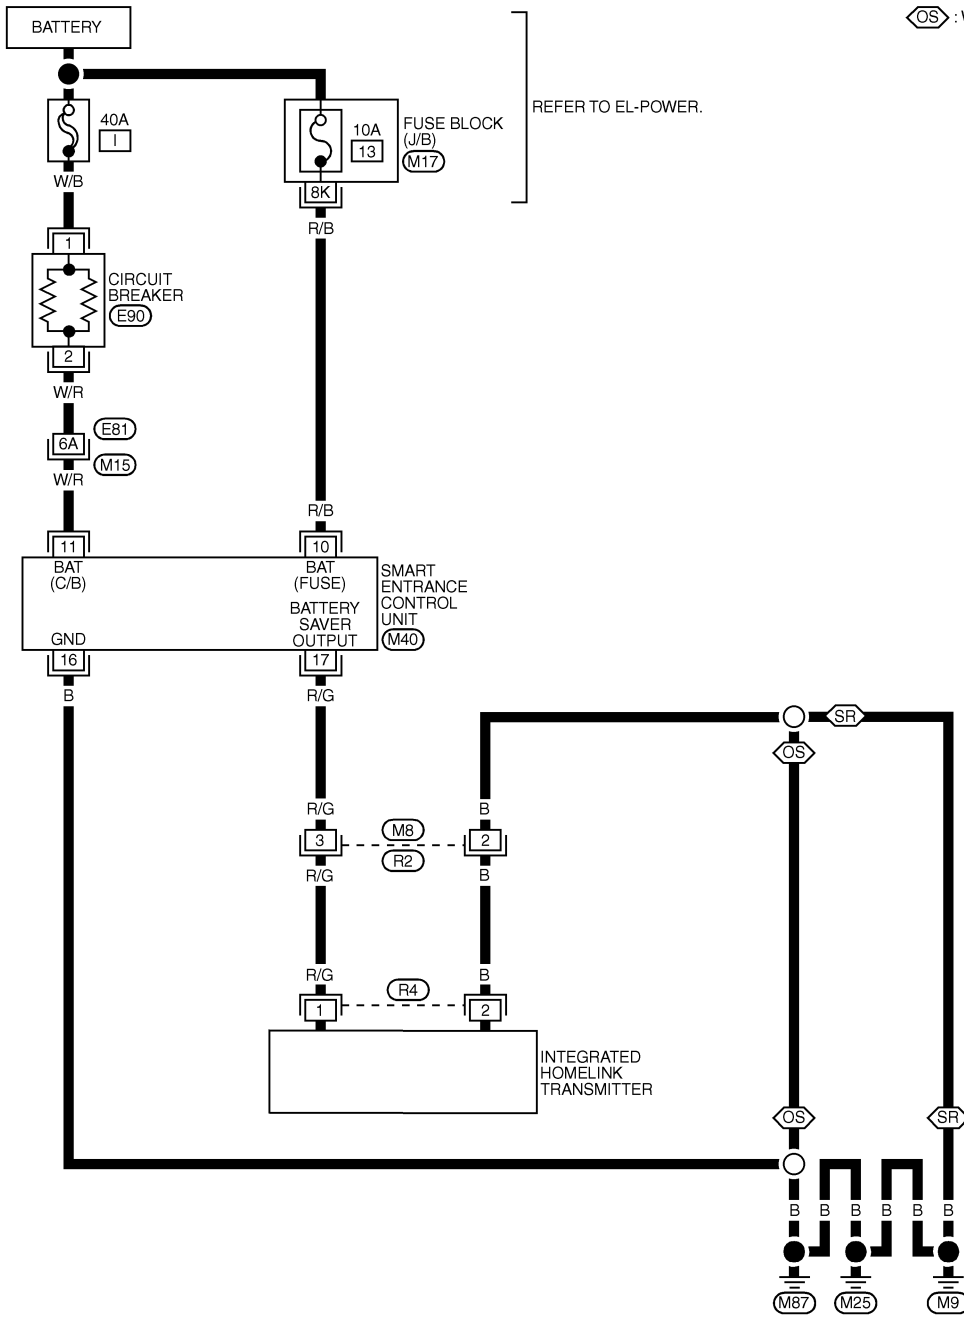 BATTERY
OS :
40A
I
10A
13
FUSE BLOCK
(J/B)
M17
REFER TO EL-POWER.
8K
W/B
R/B
1
CIRCUIT
BREAKER
E90
2
W/R
E81
6A
M15
W/R
R/B
11
10
BAT
(C/B)
BAT
(FUSE)
SMART
ENTRANCE
CONTROL
UNIT
M40
BATTERY
SAVER
OUTPUT
GND
16
17
B
R/G
SR
OS
R/G
B
M8
3
2
R2
R/G
B
R/G
B
R4
1
2
INTEGRATED
HOMELINK
TRANSMITTER
OS
SR
B
B
B
B
B
B
M87
M25
M9